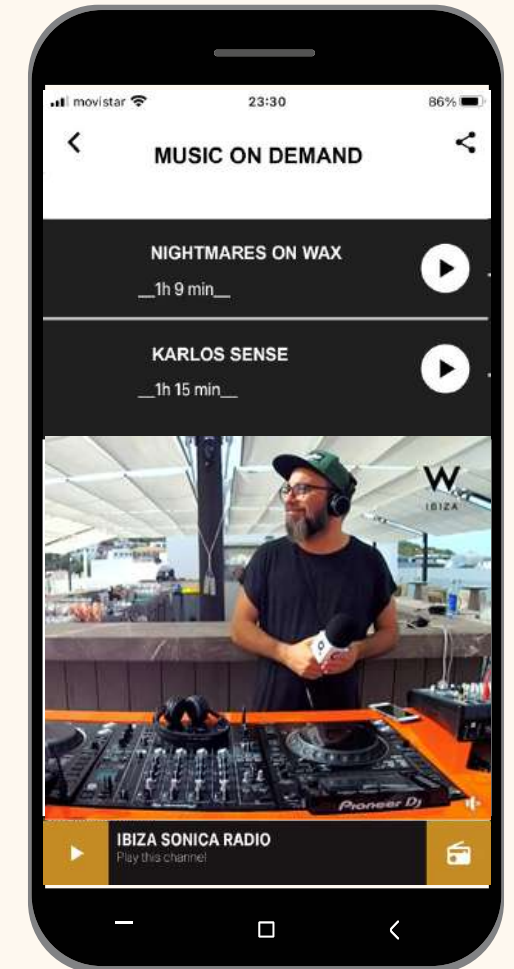 movistar 23:30 86%
MUSIC ON DEMAND
NIGHTMARES ON WAX
__1h 9 min__
KARLOS SENSE
__1h 15 min__
W
IBIZA
Pioneer Dj
IBIZA SONICA RADIO
Play this channel